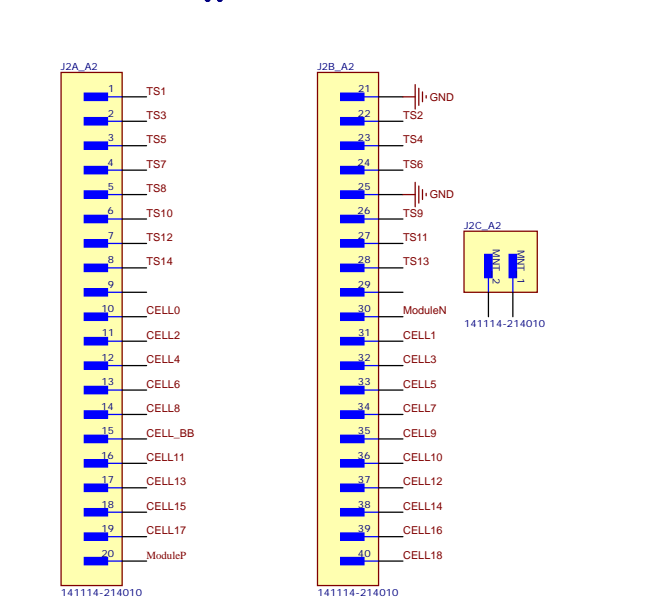 J2A_A2
1 TS1
2 TS3
3 TS5
4 TS7
5 TS8
6 TS10
7 TS12
8 TS14
9
10 CELL0
11 CELL2
12 CELL4
13 CELL6
14 CELL8
15 CELL_BB
16 CELL11
17 CELL13
18 CELL15
19 CELL17
20 ModuleP
141114-214010
J2B_A2
21 GND
22 TS2
23 TS4
24 TS6
25 GND
26 TS9
27 TS11
28 TS13
29
30 ModuleN
31 CELL1
32 CELL3
33 CELL5
34 CELL7
35 CELL9
36 CELL10
37 CELL12
38 CELL14
39 CELL16
40 CELL18
141114-214010
J2C_A2
MNT 2
MNT 1
141114-214010